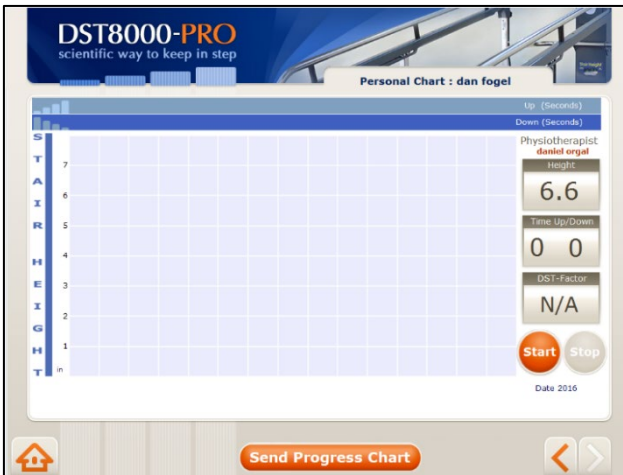 DST8000-PRO
scientific way to keep in step
Personal Chart : dan fogel
Up (Seconds)
Down (Seconds)
STAIR HEIGHT
7
6
5
4
3
2
1
in
Physiotherapist
daniel orgal
Height
6.6
Time Up/Down
0 0
DST-Factor
N/A
Start Stop
Date 2016
Send Progress Chart